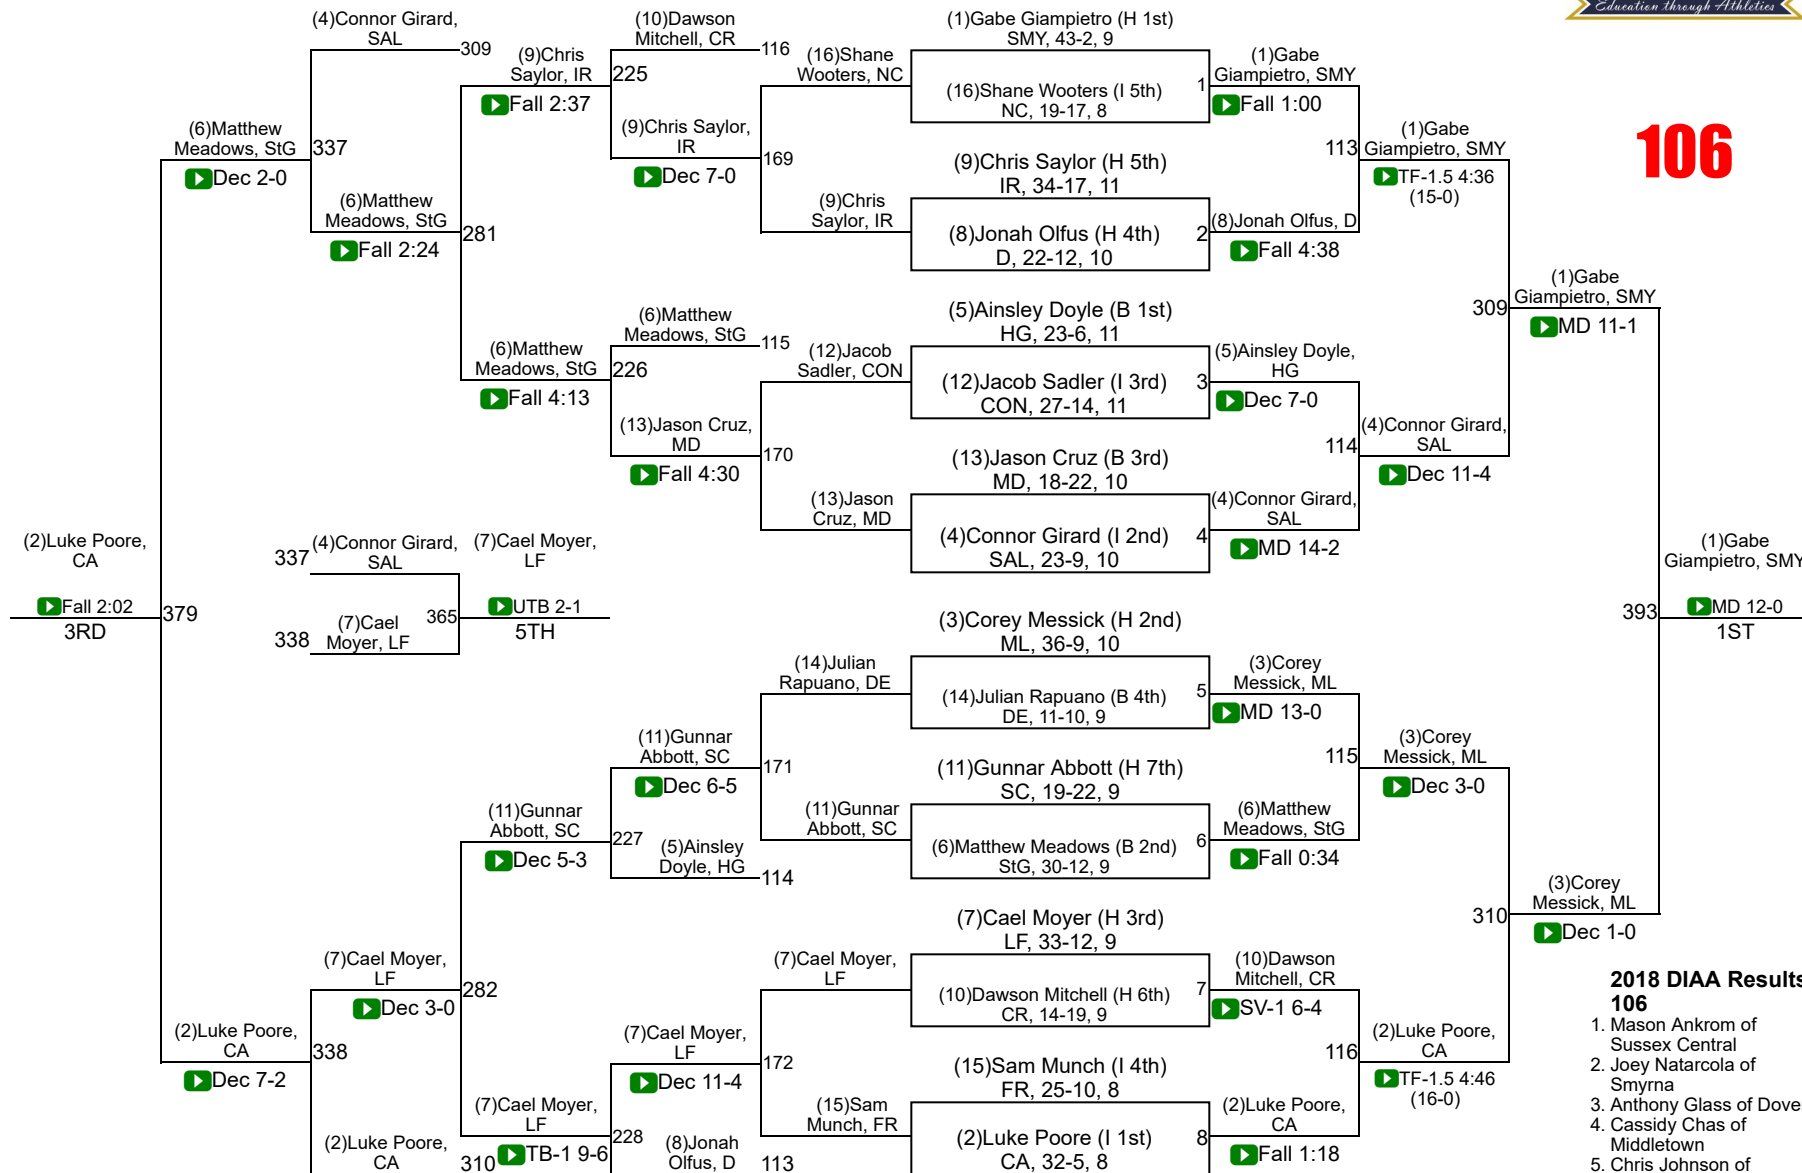 Education through Athletics
106
(2)Luke Poore,
CA
Fall 2:02
3RD
379
(6)Matthew
Meadows, StG
Dec 2-0
(2)Luke Poore,
CA
Dec 7-2
(4)Connor Girard,
SAL
309
337
(6)Matthew
Meadows, StG
Fall 2:24
337
(4)Connor Girard,
SAL
338
(7)Cael
Moyer, LF
365
(7)Cael Moyer,
LF
UTB 2-1
5TH
(7)Cael Moyer,
LF
Dec 3-0
338
(2)Luke Poore,
CA
310
(9)Chris
Saylor, IR
Fall 2:37
281
(6)Matthew
Meadows, StG
Fall 4:13
(11)Gunnar
Abbott, SC
Dec 5-3
282
(7)Cael Moyer,
LF
TB-1 9-6
(10)Dawson
Mitchell, CR
116
225
(9)Chris Saylor,
IR
Dec 7-0
(6)Matthew
Meadows, StG
115
226
(13)Jason Cruz,
MD
Fall 4:30
(11)Gunnar
Abbott, SC
Dec 6-5
227
(5)Ainsley
Doyle, HG
114
(7)Cael Moyer,
LF
Dec 11-4
228
(8)Jonah
Olfus, D
113
(16)Shane
Wooters, NC
169
(9)Chris
Saylor, IR
(12)Jacob
Sadler, CON
170
(13)Jason
Cruz, MD
(14)Julian
Rapuano, DE
171
(11)Gunnar
Abbott, SC
(7)Cael Moyer,
LF
172
(15)Sam
Munch, FR
(1)Gabe Giampietro (H 1st)
SMY, 43-2, 9
(16)Shane Wooters (I 5th)
NC, 19-17, 8
1
(9)Chris Saylor (H 5th)
IR, 34-17, 11
(8)Jonah Olfus (H 4th)
D, 22-12, 10
2
(5)Ainsley Doyle (B 1st)
HG, 23-6, 11
(12)Jacob Sadler (I 3rd)
CON, 27-14, 11
3
(13)Jason Cruz (B 3rd)
MD, 18-22, 10
(4)Connor Girard (I 2nd)
SAL, 23-9, 10
4
(3)Corey Messick (H 2nd)
ML, 36-9, 10
(14)Julian Rapuano (B 4th)
DE, 11-10, 9
5
(11)Gunnar Abbott (H 7th)
SC, 19-22, 9
(6)Matthew Meadows (B 2nd)
StG, 30-12, 9
6
(7)Cael Moyer (H 3rd)
LF, 33-12, 9
(10)Dawson Mitchell (H 6th)
CR, 14-19, 9
7
(15)Sam Munch (I 4th)
FR, 25-10, 8
(2)Luke Poore (I 1st)
CA, 32-5, 8
8
(1)Gabe
Giampietro, SMY
Fall 1:00
113
(8)Jonah Olfus, D
Fall 4:38
(5)Ainsley Doyle,
HG
Dec 7-0
114
(4)Connor Girard,
SAL
MD 14-2
(3)Corey
Messick, ML
MD 13-0
115
(6)Matthew
Meadows, StG
Fall 0:34
(10)Dawson
Mitchell, CR
SV-1 6-4
116
(2)Luke Poore,
CA
Fall 1:18
(1)Gabe
Giampietro, SMY
TF-1.5 4:36
(15-0)
309
(4)Connor Girard,
SAL
Dec 11-4
(3)Corey
Messick, ML
Dec 3-0
310
(2)Luke Poore,
CA
TF-1.5 4:46
(16-0)
(1)Gabe
Giampietro, SMY
MD 11-1
393
(3)Corey
Messick, ML
Dec 1-0
(1)Gabe
Giampietro, SMY
MD 12-0
1ST
2018 DIAA Results
106
1. Mason Ankrom of
Sussex Central
2. Joey Natarcola of
Smyrna
3. Anthony Glass of Dove
4. Cassidy Chas of
Middletown
5. Chris Johnson of